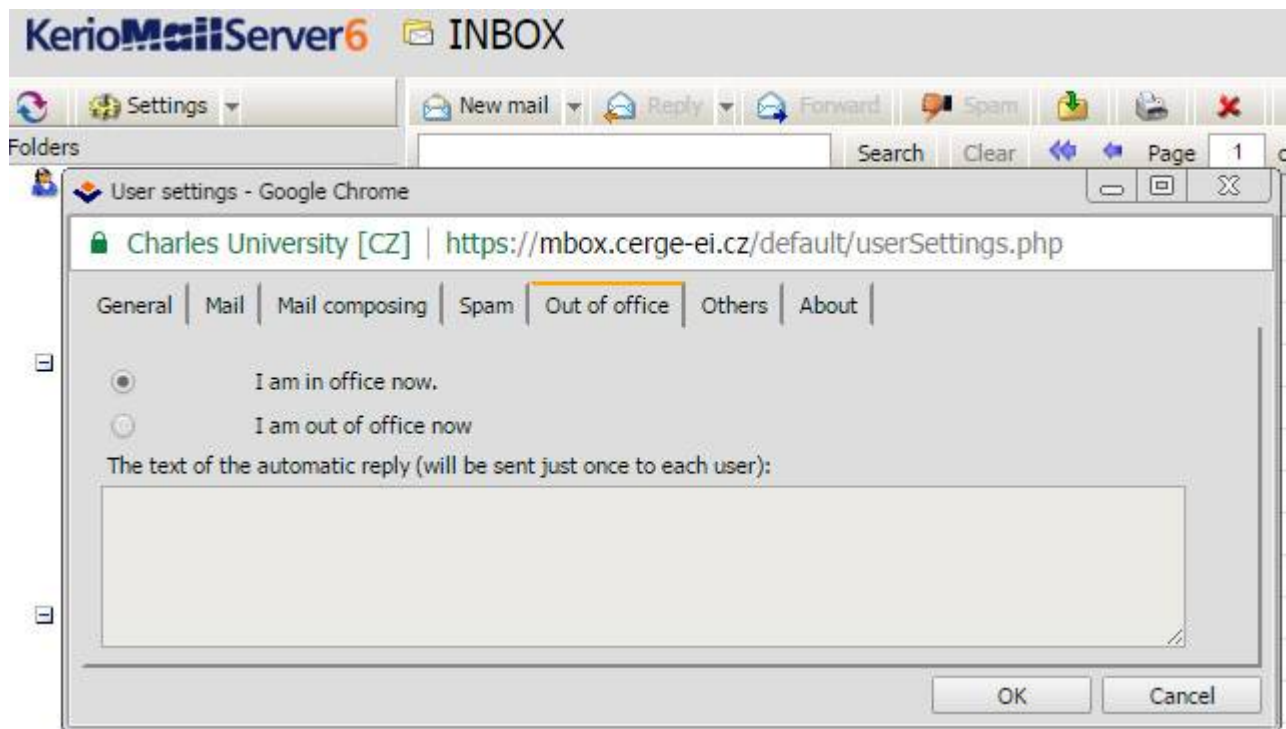 KerioMailServer6 INBOX
Settings New mail Reply Forward Spam
Folders Search Clear Page 1
User settings - Google Chrome
Charles University [CZ] | https://mbox.cerge-ei.cz/default/userSettings.php
General Mail Mail composing Spam Out of office Others About
I am in office now.
I am out of office now
The text of the automatic reply (will be sent just once to each user):
OK Cancel